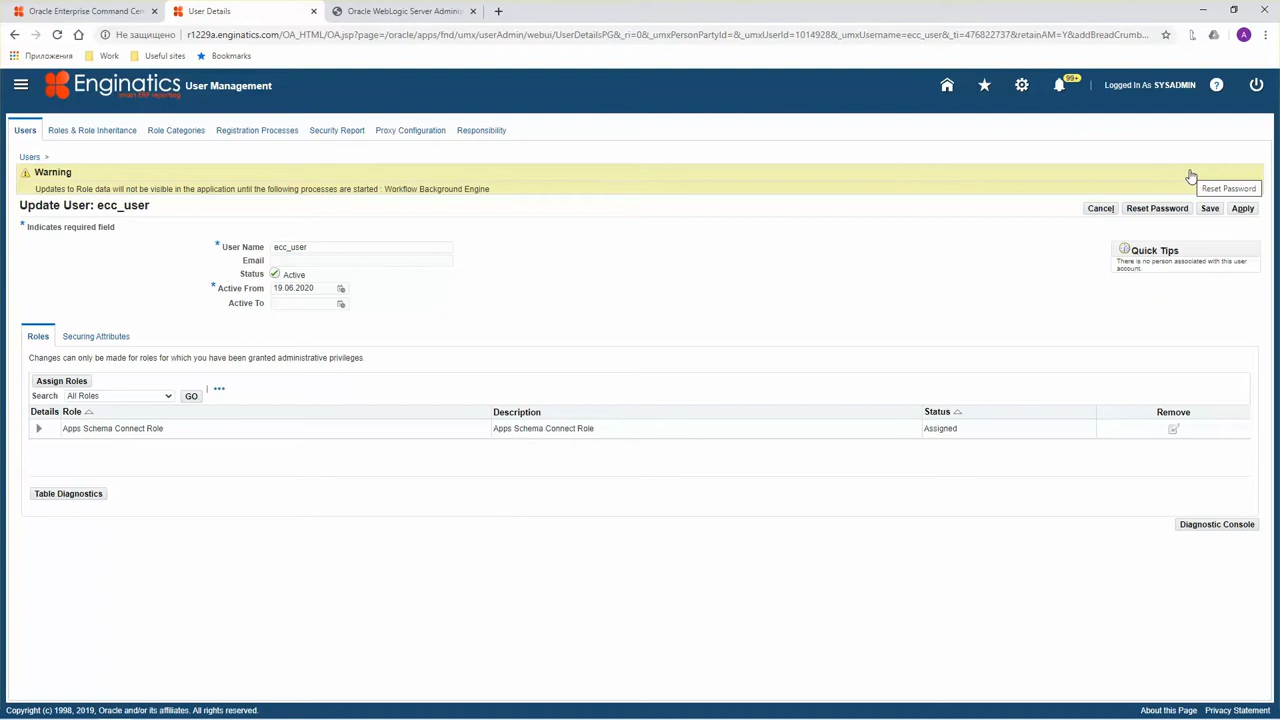 Oracle Enterprise Command Cen
User Details
Oracle WebLogic Server Adminis
Не защищено
r1229a.enginatics.com/OA_HTML/OA.jsp?page=/oracle/apps/fnd/umx/userAdmin/webui/UserDetailsPG&_ri=0&_umxPersonPartyId=&_umxUserId=1014928&_umxUsername=ecc_user&_ti=476827737&retainAM=Y&addBreadCrumb...
A
Приложения
Work
Useful sites
Bookmarks
Enginatics
smart ERP reporting
User Management
99+
Logged In As SYSADMIN
Users
Roles & Role Inheritance
Role Categories
Registration Processes
Security Report
Proxy Configuration
Responsibility
Users >
Warning
Updates to Role data will not be visible in the application until the following processes are started : Workflow Background Engine
Reset Password
Update User: ecc_user
Cancel
Reset Password
Save
Apply
* Indicates required field
* User Name ecc_user
Email
Status Active
* Active From 19.06.2020
Active To
Quick Tips
There is no person associated with this user
account.
Roles
Securing Attributes
Changes can only be made for roles for which you have been granted administrative privileges.
Assign Roles
Search All Roles GO | •••
Details Role Description Status Remove
Apps Schema Connect Role Apps Schema Connect Role Assigned
Table Diagnostics
Diagnostic Console
Copyright (c) 1998, 2019, Oracle and/or its affiliates. All rights reserved.
About this Page
Privacy Statement